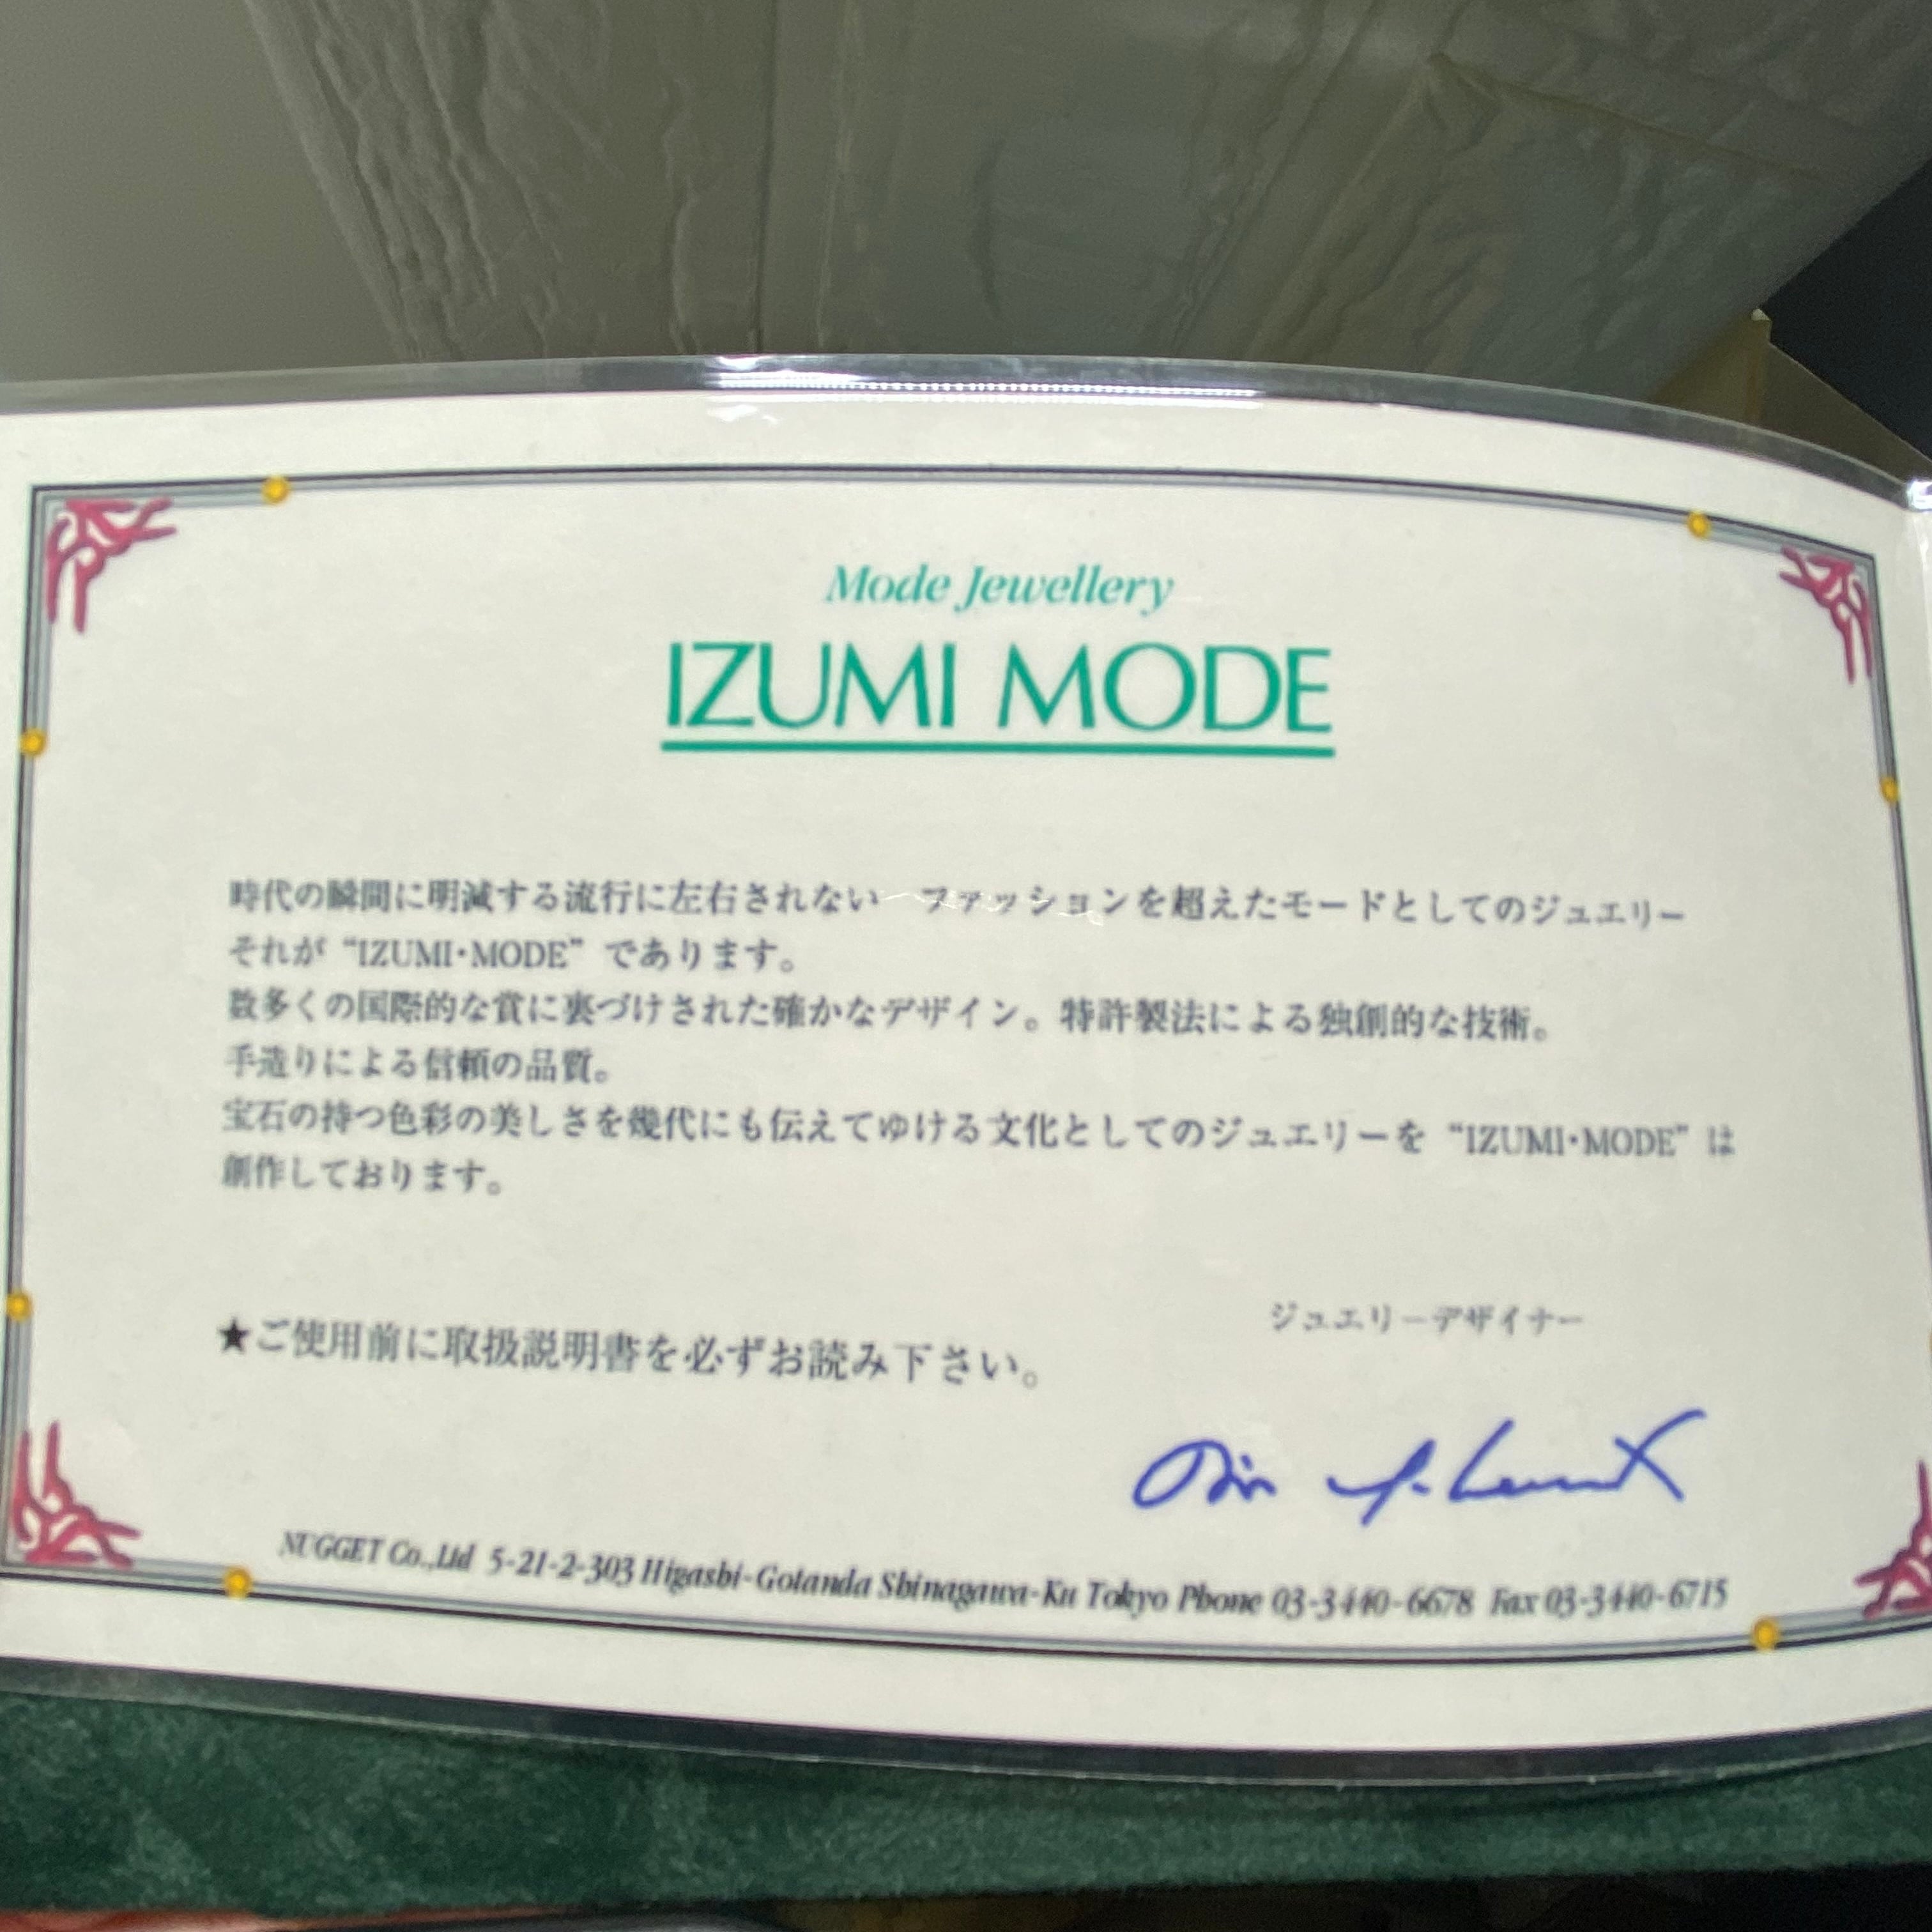 Mode Jewellery
IZUMI MODE
時代の瞬間に明滅する流行に左右されない　ファッションを超えたモードとしてのジュエリー
それが “IZUMI・MODE” であります。
数多くの国際的な賞に裏づけされた確かなデザイン。特許製法による独創的な技術。
手造りによる信頼の品質。
宝石の持つ色彩の美しさを幾代にも伝えてゆける文化としてのジュエリーを “IZUMI・MODE” は
創作しております。
ジュエリーデザイナー
★ご使用前に取扱説明書を必ずお読み下さい。
NUGGET Co.,Ltd 5-21-2-303 Higashi-Gotanda Shinagawa-Ku Tokyo Phone 03-3440-6678 Fax 03-3440-6715